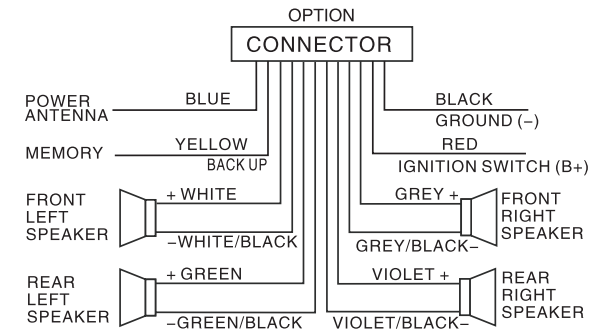 OPTION
CONNECTOR
POWER
ANTENNA
BLUE
MEMORY
YELLOW
BACK UP
FRONT
LEFT
SPEAKER
+ WHITE
−WHITE/BLACK
REAR
LEFT
SPEAKER
+ GREEN
−GREEN/BLACK
BLACK
GROUND (−)
RED
IGNITION SWITCH (B+)
GREY +
GREY/BLACK−
FRONT
RIGHT
SPEAKER
VIOLET +
VIOLET/BLACK−
REAR
RIGHT
SPEAKER